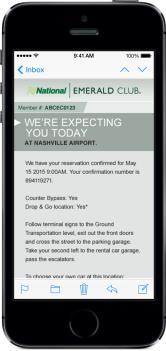 9:41 AM
100%
Inbox
National
EMERALD CLUB.
Member # ABCEC0123
WE'RE EXPECTING
YOU TODAY
AT NASHVILLE AIRPORT.
We have your reservation confirmed for May
15 2015 9:00AM. Your confirmation number is
694419271.
Counter Bypass: Yes
Drop & Go location: Yes*
Follow terminal signs to the Ground
Transportation level, exit out the front doors
and cross the street to the parking garage.
Take your second left to the rental car garage,
pass the escalators.
To choose your own car at this location: